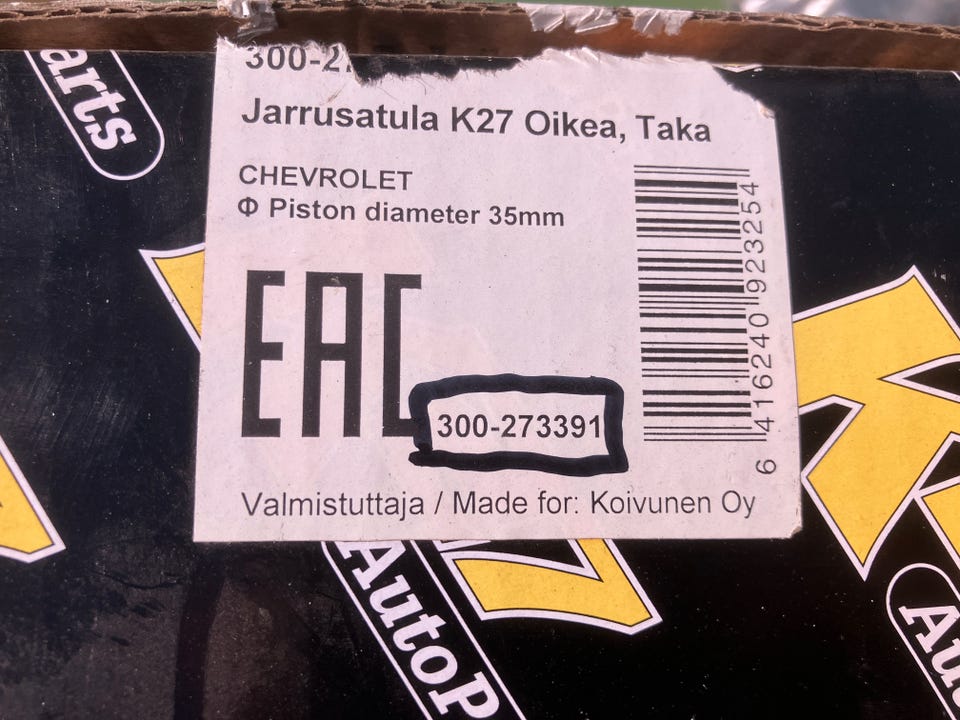 arts
300-27
Jarrusatula K27 Oikea, Taka
CHEVROLET
Φ Piston diameter 35mm
EAC
300-273391
6 416240 923254
Valmistuttaja / Made for: Koivunen Oy
AutoP
Au